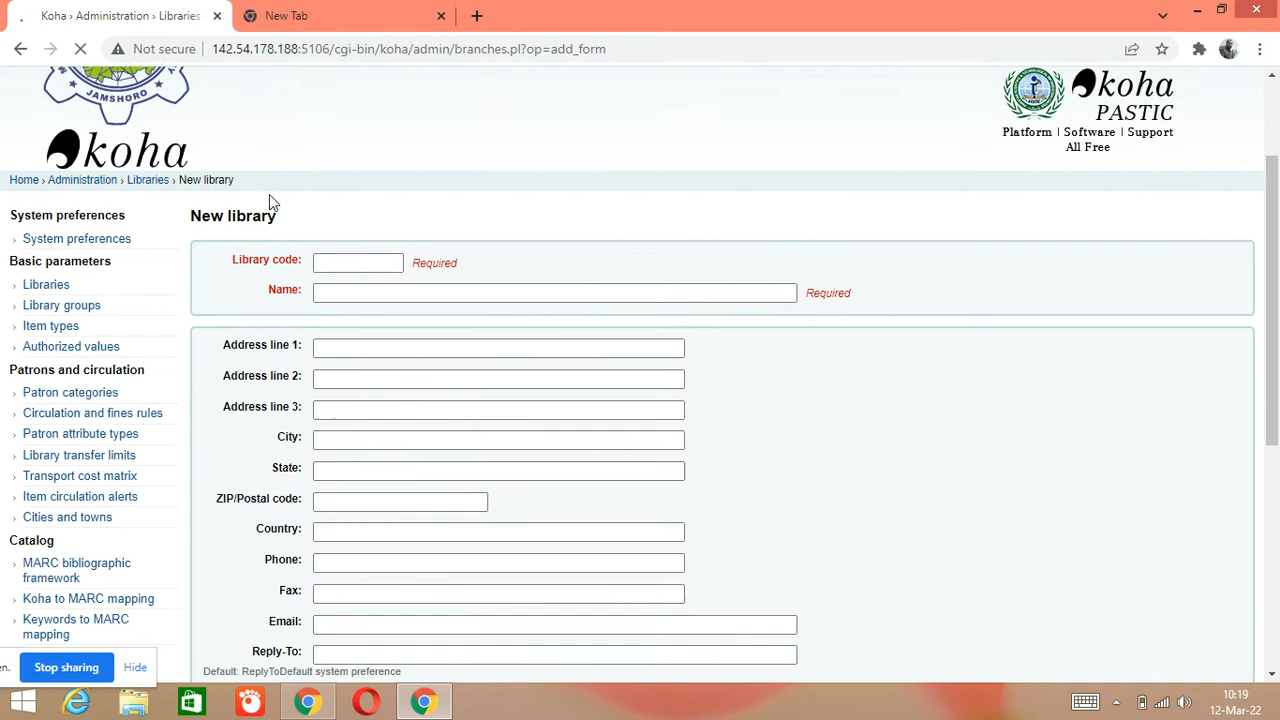 Koha › Administration › Libraries
New Tab
Not secure
142.54.178.188:5106/cgi-bin/koha/admin/branches.pl?op=add_form
JAMSHORO
koha
koha
PASTIC
Platform | Software | Support
All Free
Home › Administration › Libraries › New library
System preferences
› System preferences
Basic parameters
› Libraries
› Library groups
› Item types
› Authorized values
Patrons and circulation
› Patron categories
› Circulation and fines rules
› Patron attribute types
› Library transfer limits
› Transport cost matrix
› Item circulation alerts
› Cities and towns
Catalog
› MARC bibliographic
framework
› Koha to MARC mapping
› Keywords to MARC
mapping
New library
Library code: Required
Name: Required
Address line 1:
Address line 2:
Address line 3:
City:
State:
ZIP/Postal code:
Country:
Phone:
Fax:
Email:
Reply-To:
Default: ReplyToDefault system preference
en.
Stop sharing
Hide
10:19
12-Mar-22